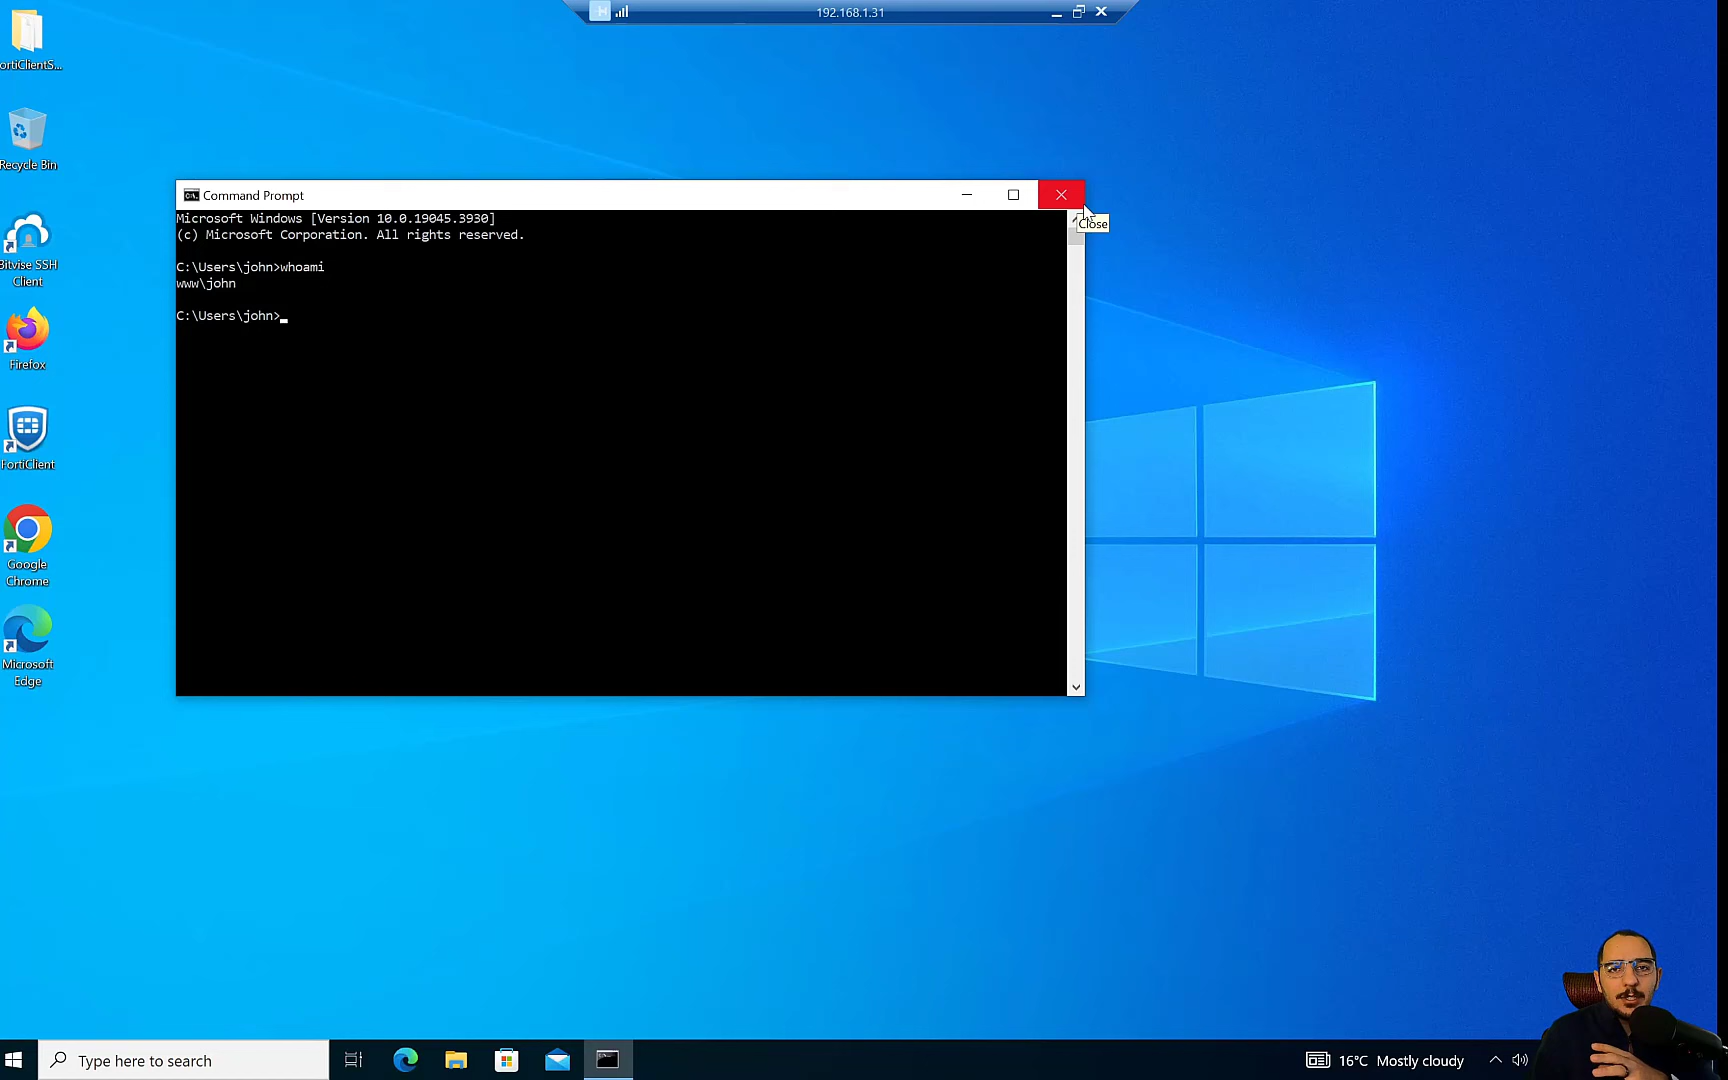 192.168.1.31
ortiClientS...
Recycle Bin
Bitvise SSH
Client
Firefox
FortiClient
Google
Chrome
Microsoft
Edge
Command Prompt
Close
Microsoft Windows [Version 10.0.19045.3930]
(c) Microsoft Corporation. All rights reserved.
C:\Users\john>whoami
www\john
C:\Users\john>
Type here to search
16°C Mostly cloudy